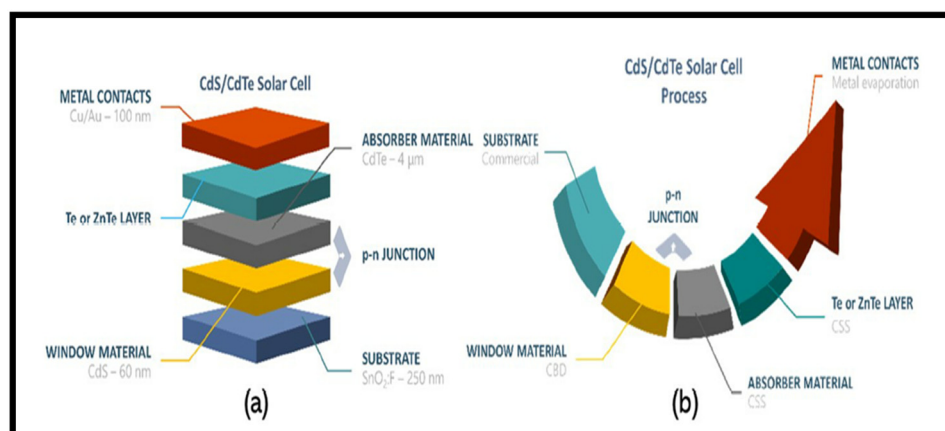 CdS/CdTe Solar Cell
METAL CONTACTS
Cu/Au – 100 nm
ABSORBER MATERIAL
CdTe – 4 µm
Te or ZnTe LAYER
p-n JUNCTION
WINDOW MATERIAL
CdS – 60 nm
SUBSTRATE
SnO₂:F – 250 nm
(a)
CdS/CdTe Solar Cell
Process
METAL CONTACTS
Metal evaporation
SUBSTRATE
Commercial
p-n
JUNCTION
Te or ZnTe LAYER
CSS
WINDOW MATERIAL
CBD
ABSORBER MATERIAL
CSS
(b)